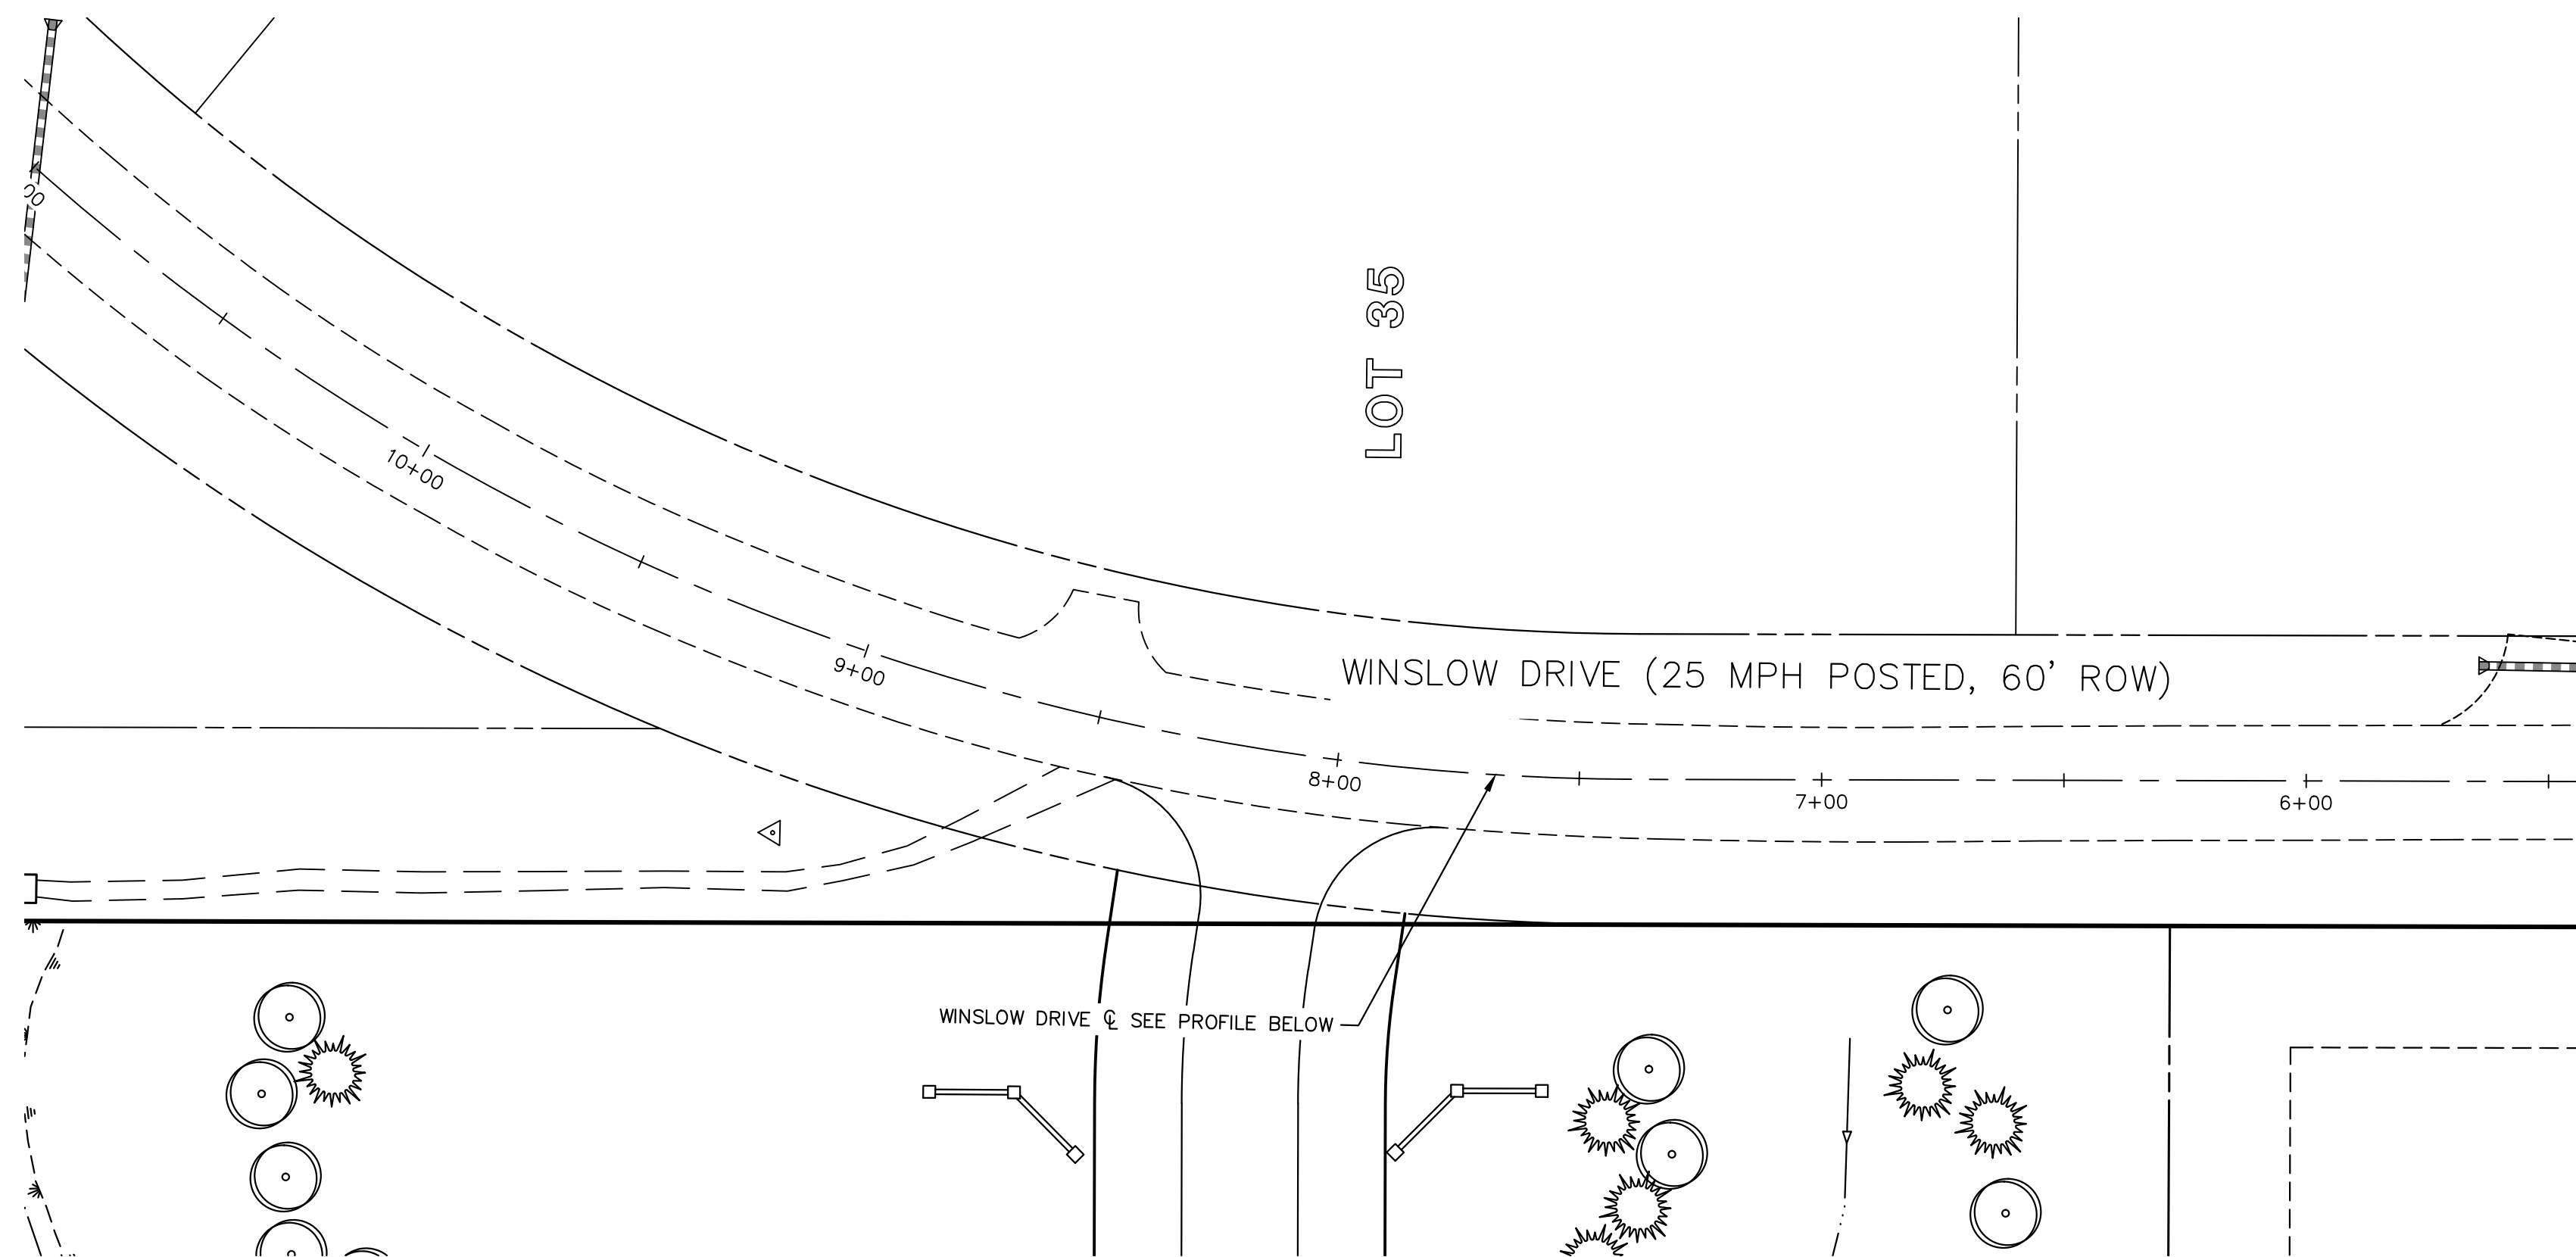 00
LOT 35
10+00
9+00
WINSLOW DRIVE (25 MPH POSTED, 60' ROW)
8+00
7+00
6+00
WINSLOW DRIVE ℄ SEE PROFILE BELOW